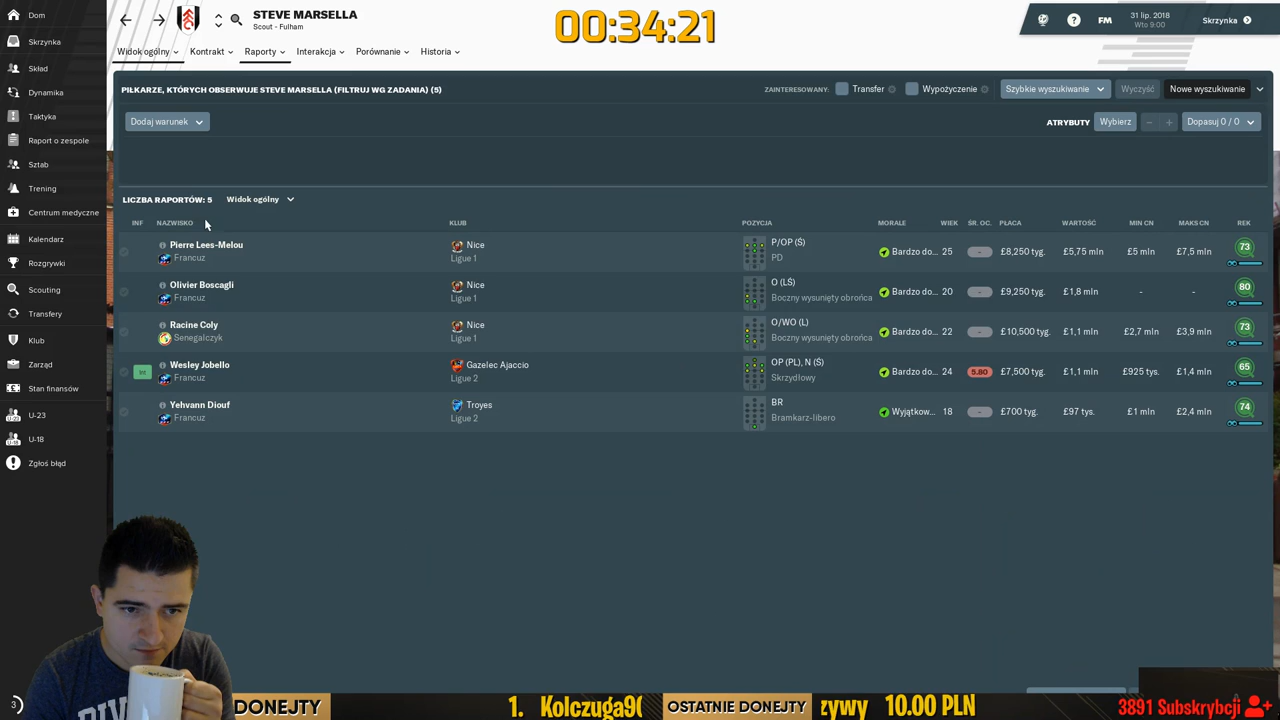 Dom
Skrzynka
Skład
Dynamika
Taktyka
Raport o zespole
Sztab
Trening
Centrum medyczne
Kalendarz
Rozgrywki
Scouting
Transfery
Klub
Zarząd
Stan finansów
U-23
U-18
Zgłoś błąd
STEVE MARSELLA
Scout - Fulham
00:34:21
31 lip. 2018
Wto 9:00
FM
Skrzynka
Widok ogólny Kontrakt Raporty Interakcja Porównanie Historia
PIŁKARZE, KTÓRYCH OBSERWUJE STEVE MARSELLA (FILTRUJ WG ZADANIA) (5)
ZAINTERESOWANY: Transfer Wypożyczenie Szybkie wyszukiwanie Wyczyść Nowe wyszukiwanie
Dodaj warunek
ATRYBUTY Wybierz - + Dopasuj 0 / 0
LICZBA RAPORTÓW: 5 Widok ogólny
INF NAZWISKO KLUB POZYCJA MORALE WIEK ŚR. OC. PŁACA WARTOŚĆ MIN CN MAKS CN REK
Pierre Lees-Melou Nice P/OP (Ś) Bardzo do... 25 - £8,250 tyg. £5,75 mln £5 mln £7,5 mln 73
Francuz Ligue 1 PD
Olivier Boscagli Nice O (LŚ) Bardzo do... 20 - £9,250 tyg. £1,8 mln - - 80
Francuz Ligue 1 Boczny wysunięty obrońca
Racine Coly Nice O/WO (L) Bardzo do... 22 - £10,500 tyg. £1,1 mln £2,7 mln £3,9 mln 73
Senegalczyk Ligue 1 Boczny wysunięty obrońca
Wesley Jobello Gazelec Ajaccio OP (PL), N (Ś) Bardzo do... 24 5.80 £7,500 tyg. £1,1 mln £925 tys. £1,4 mln 65
Francuz Ligue 2 Skrzydłowy
Yehvann Diouf Troyes BR Wyjątkow... 18 - £700 tyg. £97 tys. £1 mln £2,4 mln 74
Francuz Ligue 2 Bramkarz-libero
DONEJTY 1. Kolczuga9( OSTATNIE DONEJTY zywy 10.00 PLN 3891 Subskrybcji